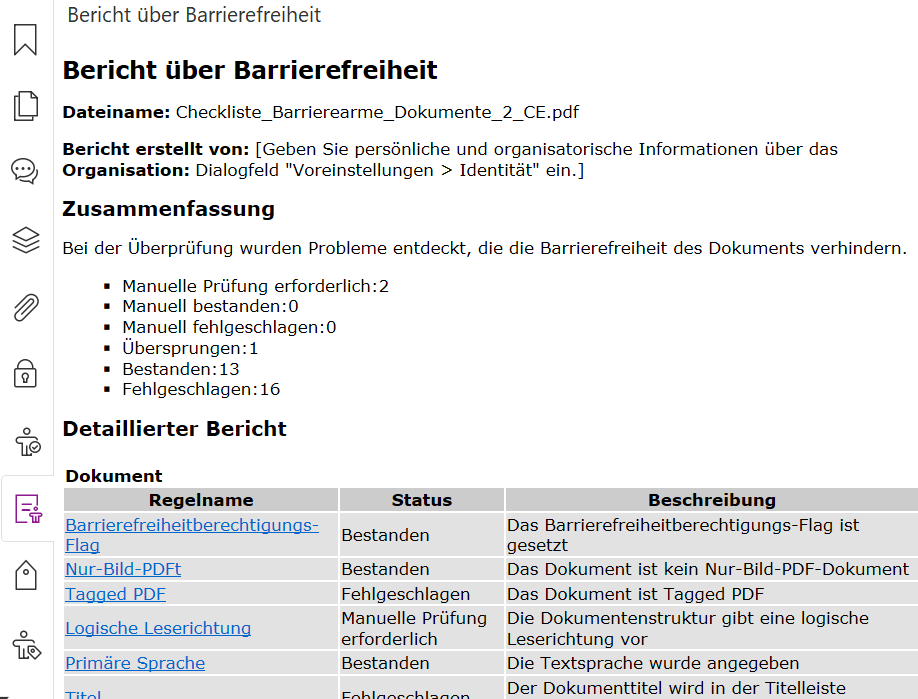 Bericht über Barrierefreiheit
Bericht über Barrierefreiheit
Dateiname: Checkliste_Barrierearme_Dokumente_2_CE.pdf
Bericht erstellt von: [Geben Sie persönliche und organisatorische Informationen über das
Organisation: Dialogfeld "Voreinstellungen > Identität" ein.]
Zusammenfassung
Bei der Überprüfung wurden Probleme entdeckt, die die Barrierefreiheit des Dokuments verhindern.
Manuelle Prüfung erforderlich:2
Manuell bestanden:0
Manuell fehlgeschlagen:0
Übersprungen:1
Bestanden:13
Fehlgeschlagen:16
Detaillierter Bericht
Dokument
Regelname Status Beschreibung
Barrierefreiheitberechtigungs-
Flag
Bestanden
Das Barrierefreiheitberechtigungs-Flag ist
gesetzt
Nur-Bild-PDFt Bestanden Das Dokument ist kein Nur-Bild-PDF-Dokument
Tagged PDF Fehlgeschlagen Das Dokument ist Tagged PDF
Logische Leserichtung
Manuelle Prüfung
erforderlich
Die Dokumentenstruktur gibt eine logische
Leserichtung vor
Primäre Sprache Bestanden Die Textsprache wurde angegeben
Titel Fehlgeschlagen
Der Dokumenttitel wird in der Titelleiste